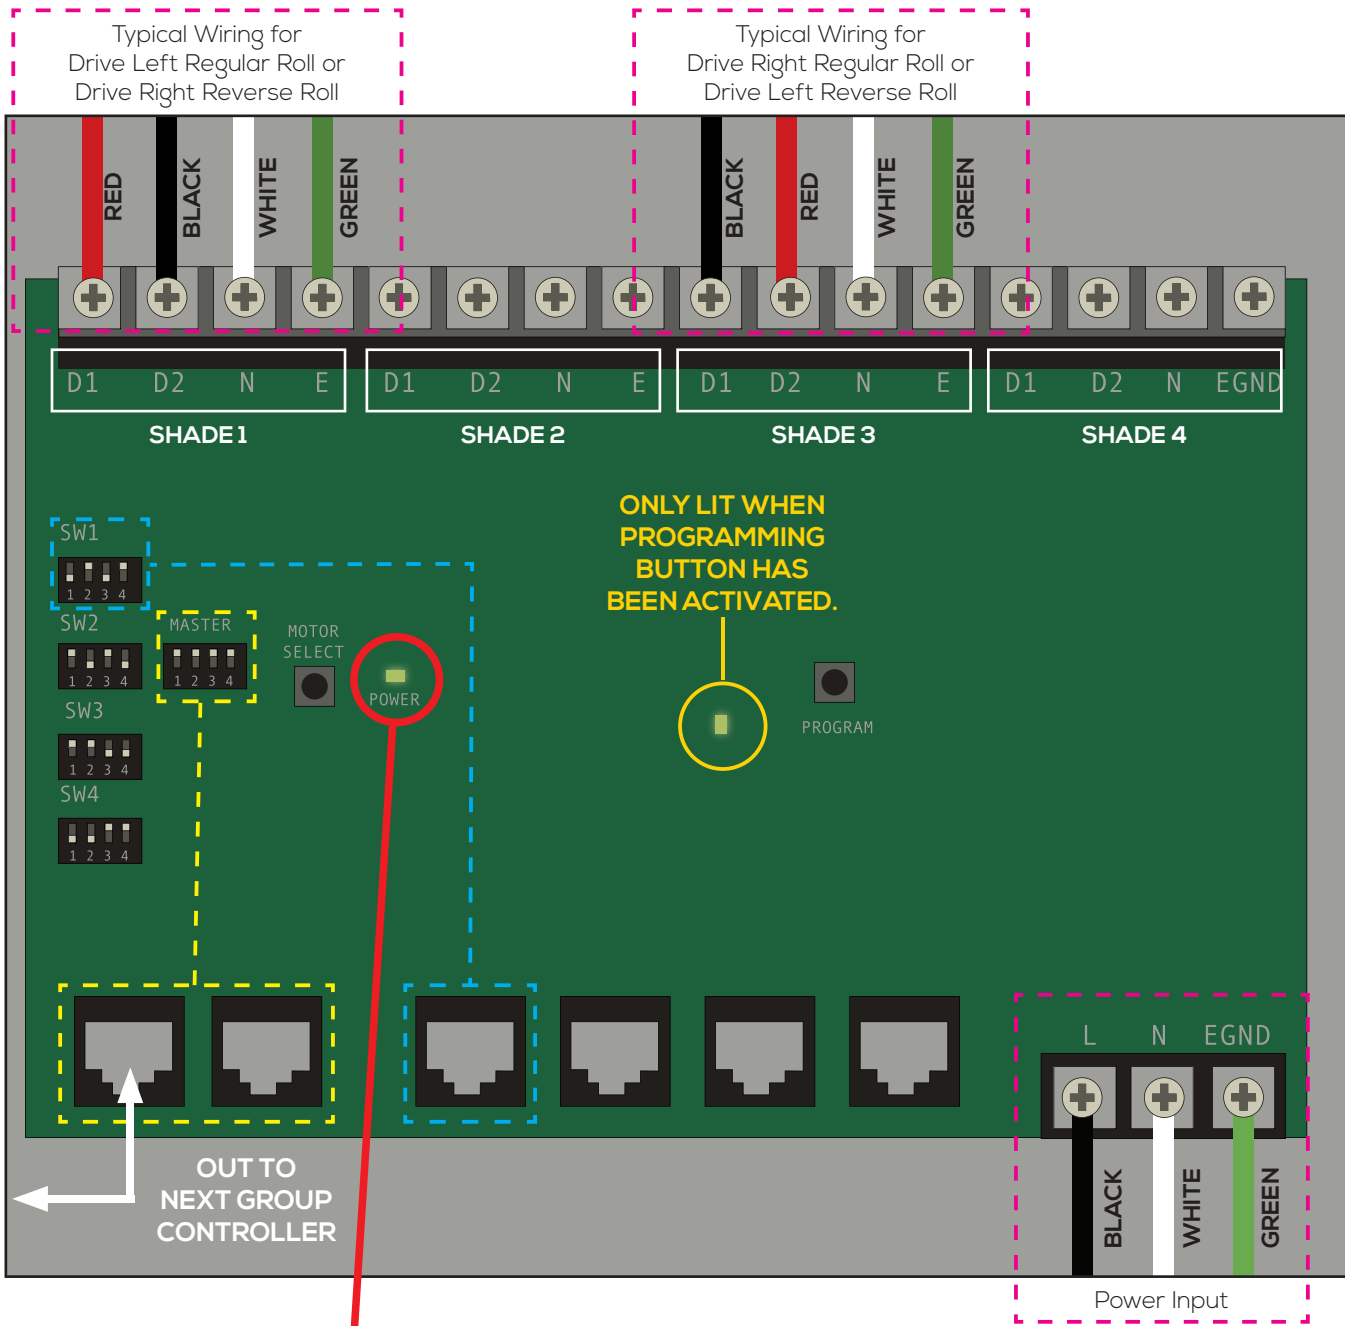 Typical Wiring for
Drive Left Regular Roll or
Drive Right Reverse Roll
Typical Wiring for
Drive Right Regular Roll or
Drive Left Reverse Roll
RED
BLACK
WHITE
GREEN
BLACK
RED
WHITE
GREEN
D1 D2 N E D1 D2 N E D1 D2 N E D1 D2 N EGND
SHADE 1 SHADE 2 SHADE 3 SHADE 4
ONLY LIT WHEN
PROGRAMMING
BUTTON HAS
BEEN ACTIVATED.
SW1
1 2 3 4
SW2
1 2 3 4
MASTER
1 2 3 4
MOTOR
SELECT
POWER
PROGRAM
SW3
1 2 3 4
SW4
1 2 3 4
L N EGND
OUT TO
NEXT GROUP
CONTROLLER
BLACK
WHITE
GREEN
Power Input